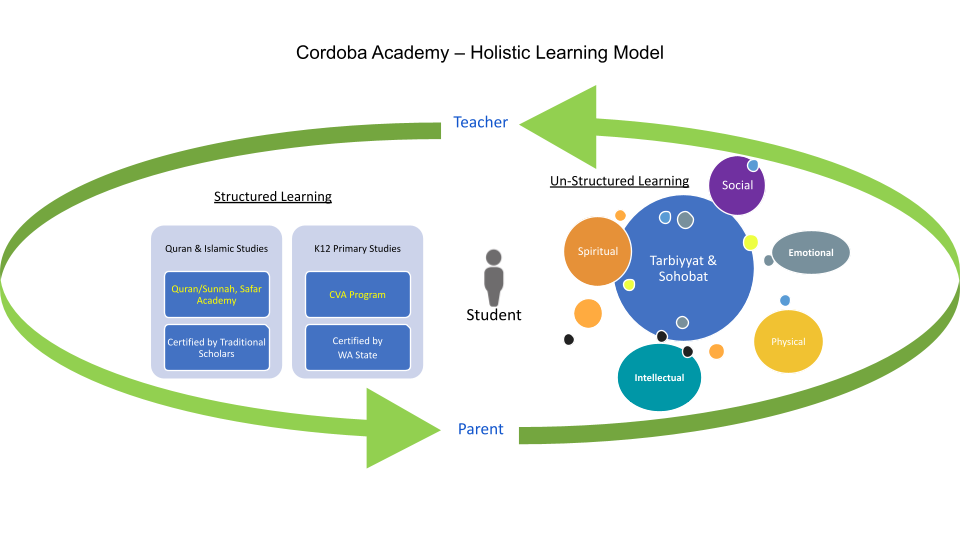 Cordoba Academy – Holistic Learning Model
Teacher
Structured Learning
Quran & Islamic Studies
Quran/Sunnah, Safar
Academy
Certified by Traditional
Scholars
K12 Primary Studies
CVA Program
Certified by
WA State
Student
Un-Structured Learning
Social
Spiritual
Tarbiyyat &
Sohobat
Emotional
Physical
Intellectual
Parent